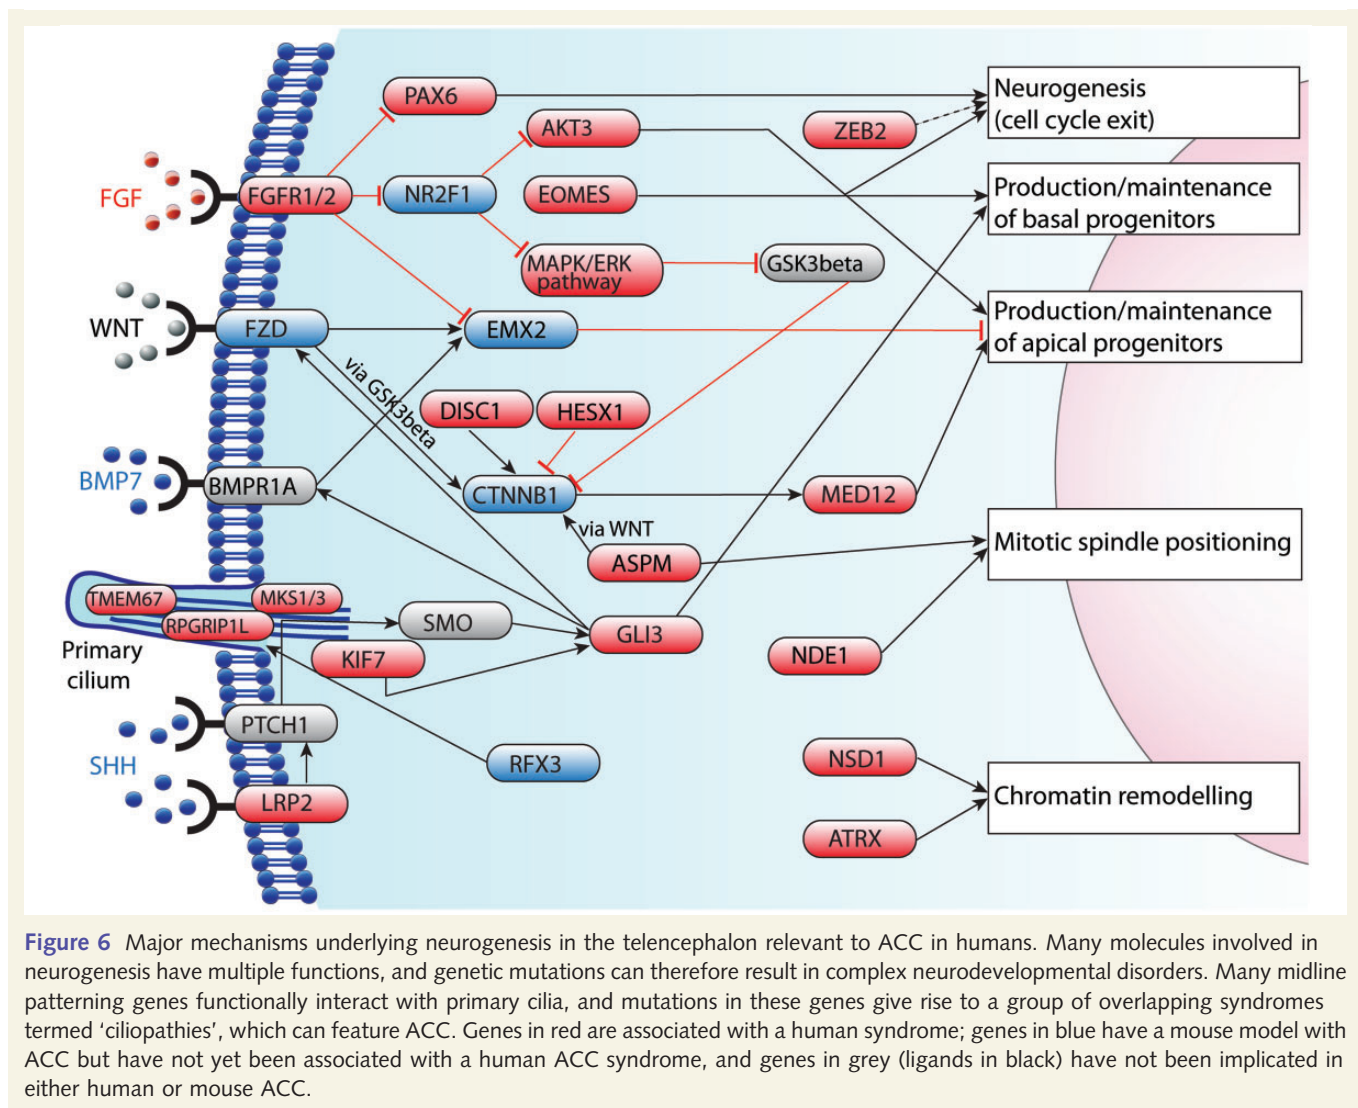 PAX6
Neurogenesis
(cell cycle exit)
AKT3
ZEB2
FGF
FGFR1/2
NR2F1
EOMES
Production/maintenance
of basal progenitors
MAPK/ERK
pathway
GSK3beta
WNT
FZD
EMX2
Production/maintenance
of apical progenitors
via GSK3beta
DISC1
HESX1
BMP7
BMPR1A
CTNNB1
MED12
via WNT
ASPM
Mitotic spindle positioning
TMEM67
MKS1/3
RPGRIP1L
SMO
GLI3
Primary
cilium
KIF7
NDE1
PTCH1
SHH
RFX3
NSD1
LRP2
Chromatin remodelling
ATRX
Figure 6 Major mechanisms underlying neurogenesis in the telencephalon relevant to ACC in humans. Many molecules involved in
neurogenesis have multiple functions, and genetic mutations can therefore result in complex neurodevelopmental disorders. Many midline
patterning genes functionally interact with primary cilia, and mutations in these genes give rise to a group of overlapping syndromes
termed ‘ciliopathies’, which can feature ACC. Genes in red are associated with a human syndrome; genes in blue have a mouse model with
ACC but have not yet been associated with a human ACC syndrome, and genes in grey (ligands in black) have not been implicated in
either human or mouse ACC.